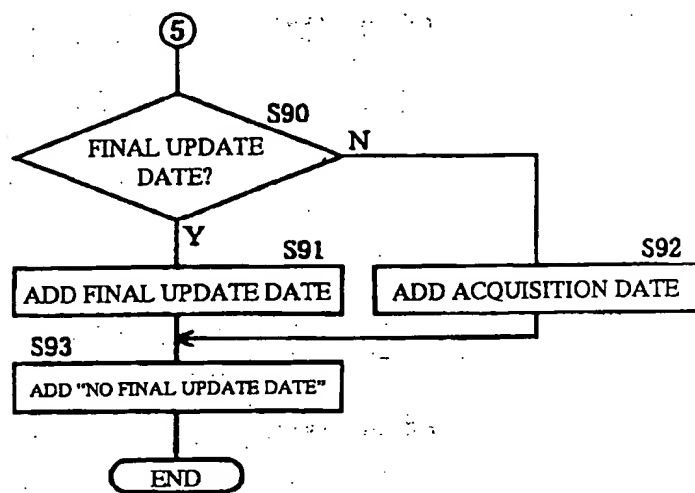 5
S90
FINAL UPDATE
DATE?
N
Y
S91
ADD FINAL UPDATE DATE
S92
ADD ACQUISITION DATE
S93
ADD "NO FINAL UPDATE DATE"
END